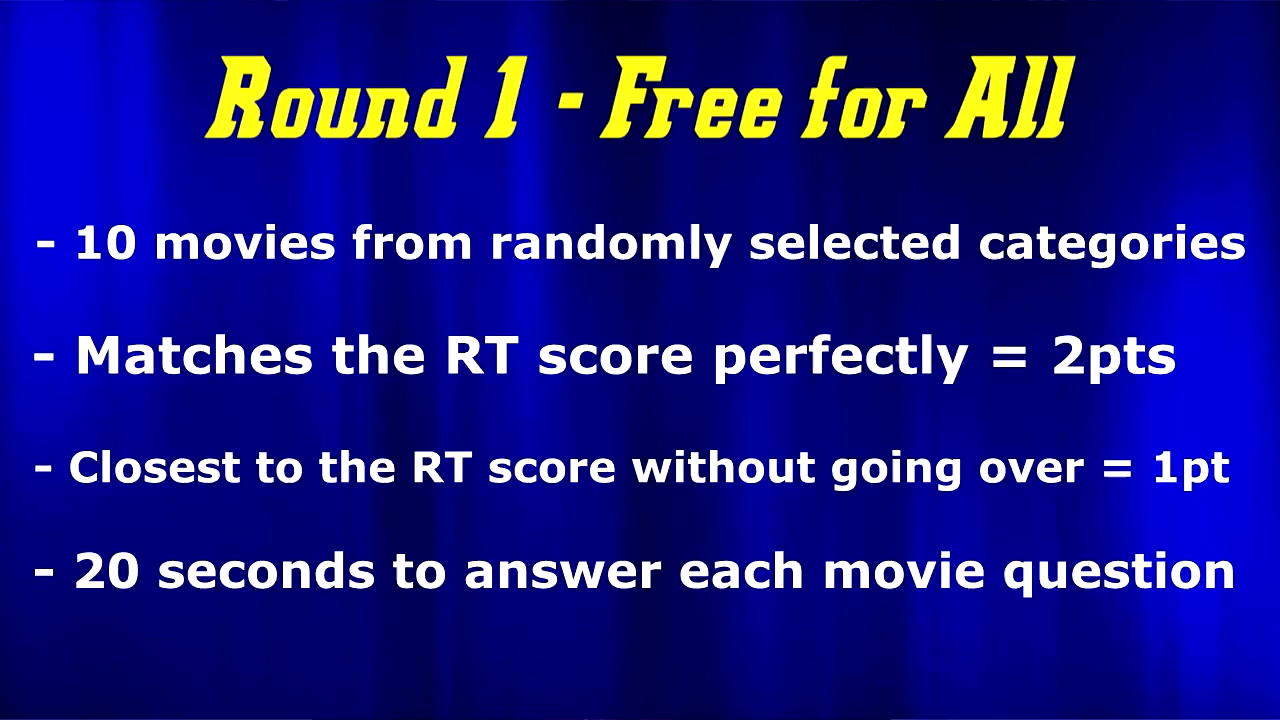 Round 1 - Free for All
- 10 movies from randomly selected categories
- Matches the RT score perfectly = 2pts
- Closest to the RT score without going over = 1pt
- 20 seconds to answer each movie question